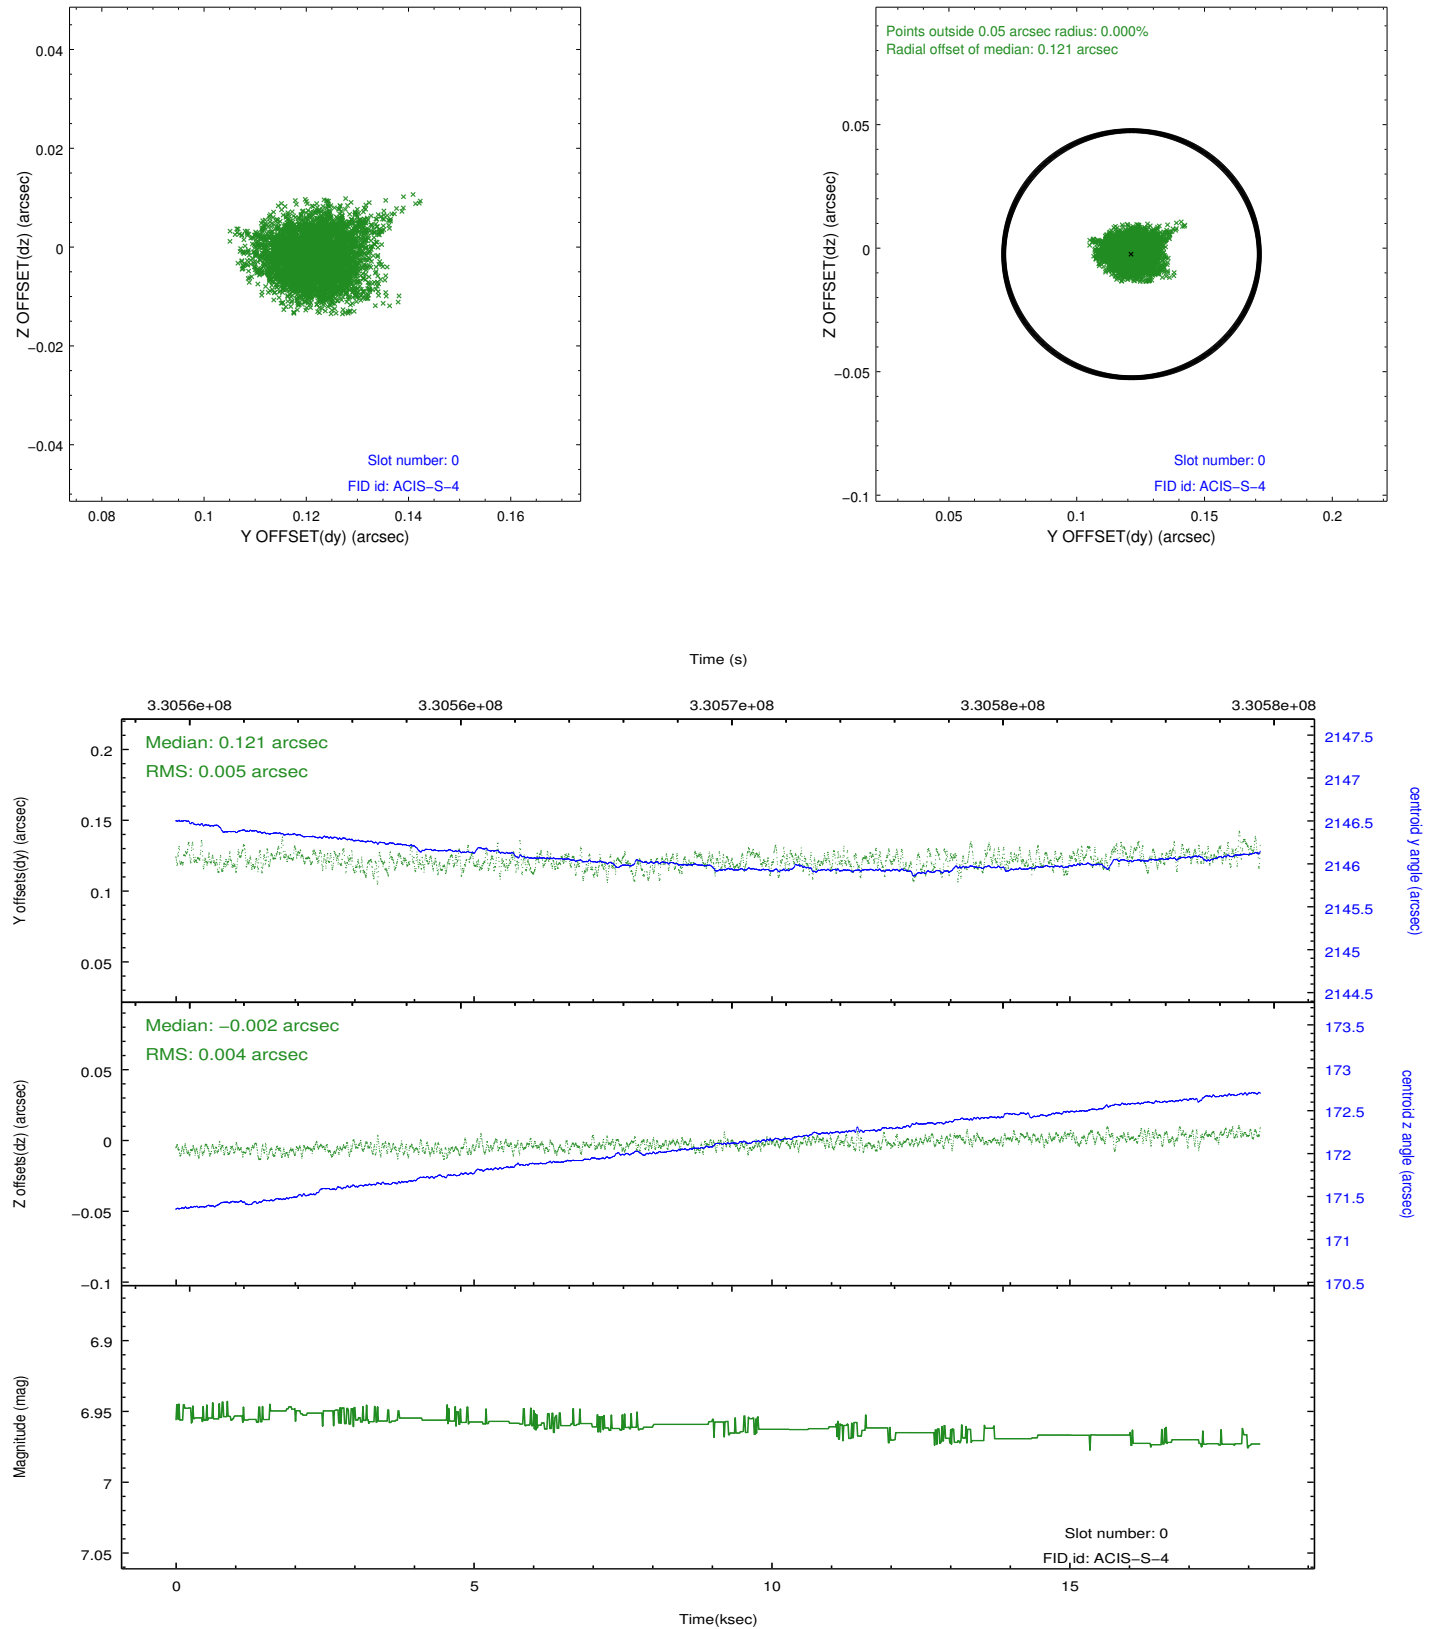 0.04
0.02
0
−0.02
−0.04
Z OFFSET(dz) (arcsec)
Slot number: 0
FID id: ACIS−S−4
0.08 0.1 0.12 0.14 0.16
Y OFFSET(dy) (arcsec)
Points outside 0.05 arcsec radius: 0.000%
Radial offset of median: 0.121 arcsec
0.05
0
−0.05
−0.1
Z OFFSET(dz) (arcsec)
Slot number: 0
FID id: ACIS−S−4
0.05 0.1 0.15 0.2
Y OFFSET(dy) (arcsec)
Time (s)
3.3056e+08 3.3056e+08 3.3057e+08 3.3058e+08 3.3058e+08
Median: 0.121 arcsec
RMS: 0.005 arcsec
0.2
0.15
0.1
0.05
Y offsets(dy) (arcsec)
2147.5
2147
2146.5
2146
2145.5
2145
2144.5
centroid y angle (arcsec)
Median: −0.002 arcsec
RMS: 0.004 arcsec
0.05
0
−0.05
−0.1
Z offsets(dz) (arcsec)
173.5
173
172.5
172
171.5
171
170.5
centroid z angle (arcsec)
6.9
6.95
7
7.05
Magnitude (mag)
Slot number: 0
FID id: ACIS−S−4
0 5 10 15
Time(ksec)